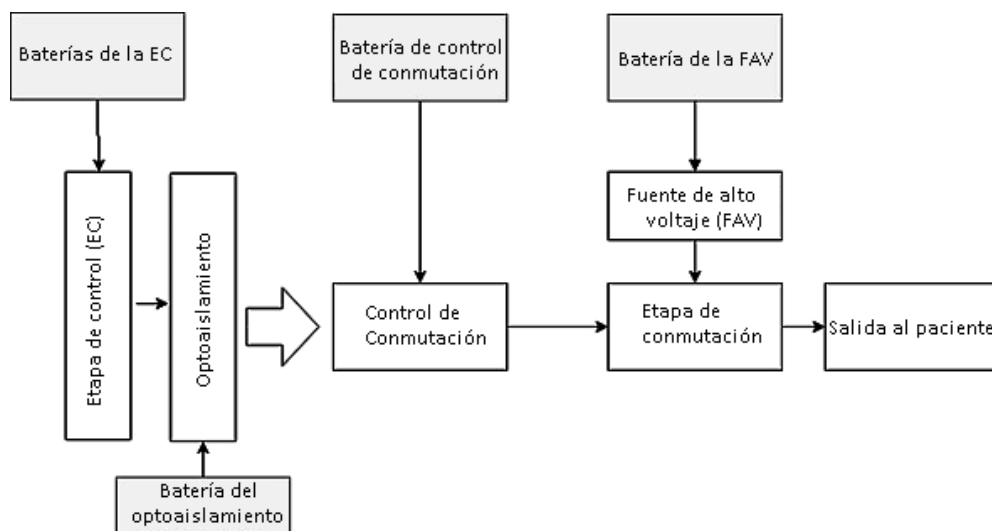 Baterías de la EC
Batería de control
de conmutación
Batería de la FAV
Etapa de control (EC)
Optoaislamiento
Fuente de alto
voltaje (FAV)
Control de
Conmutación
Etapa de
conmutación
Salida al paciente
Batería del
optoaislamiento